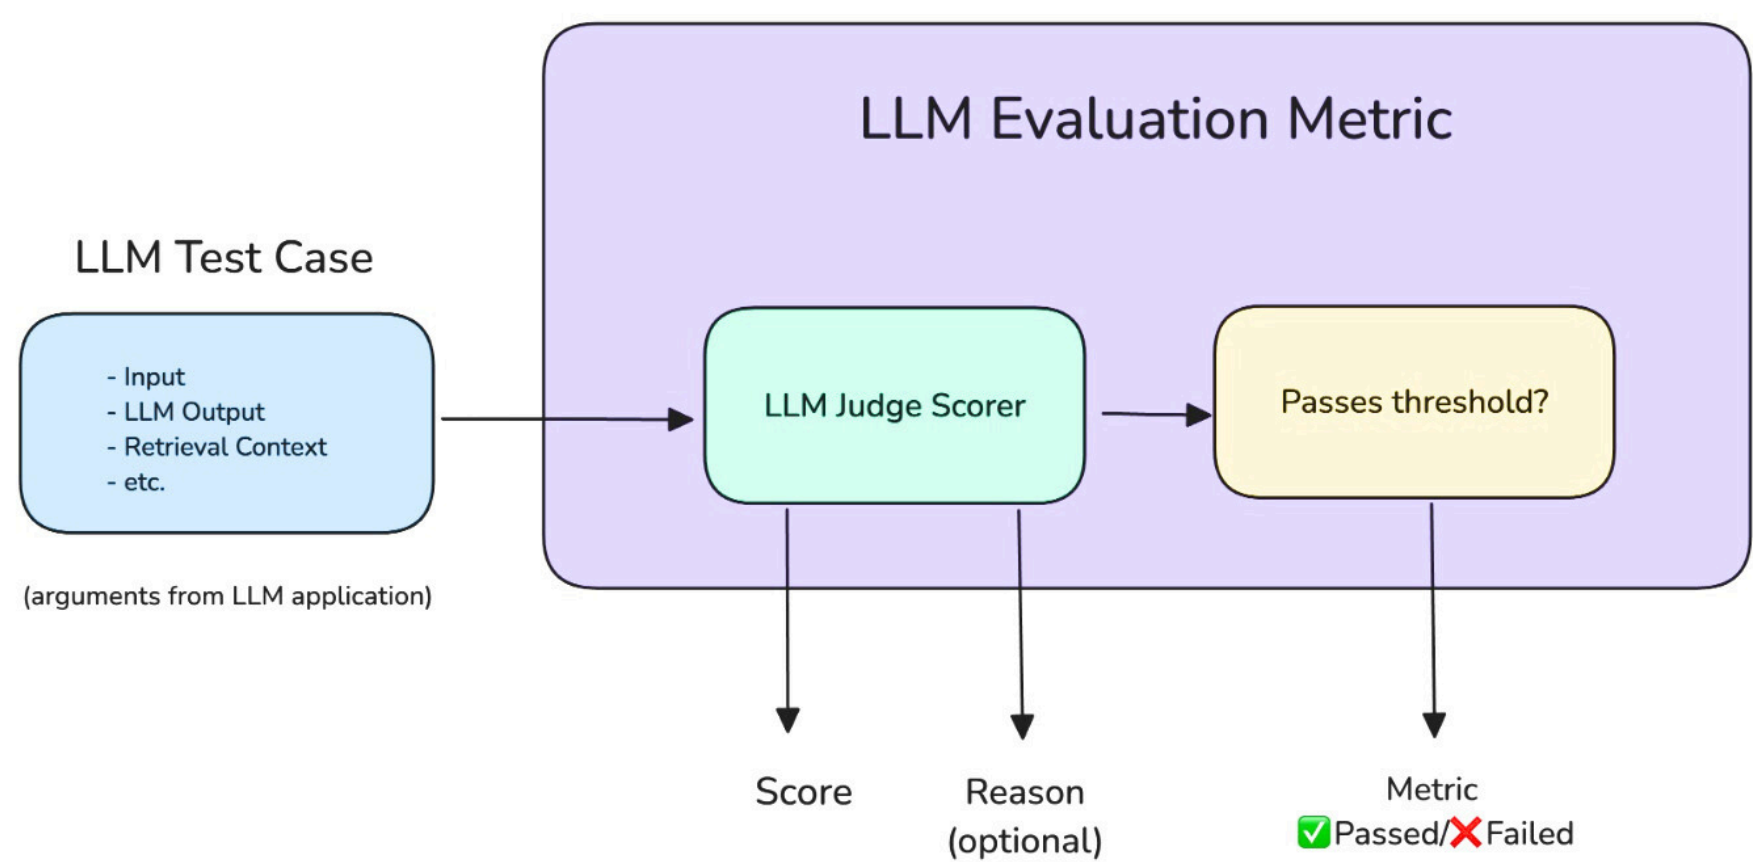 LLM Evaluation Metric
LLM Test Case
- Input
- LLM Output
- Retrieval Context
- etc.
(arguments from LLM application)
LLM Judge Scorer
Passes threshold?
Score
Reason
(optional)
Metric
✅Passed/❌Failed